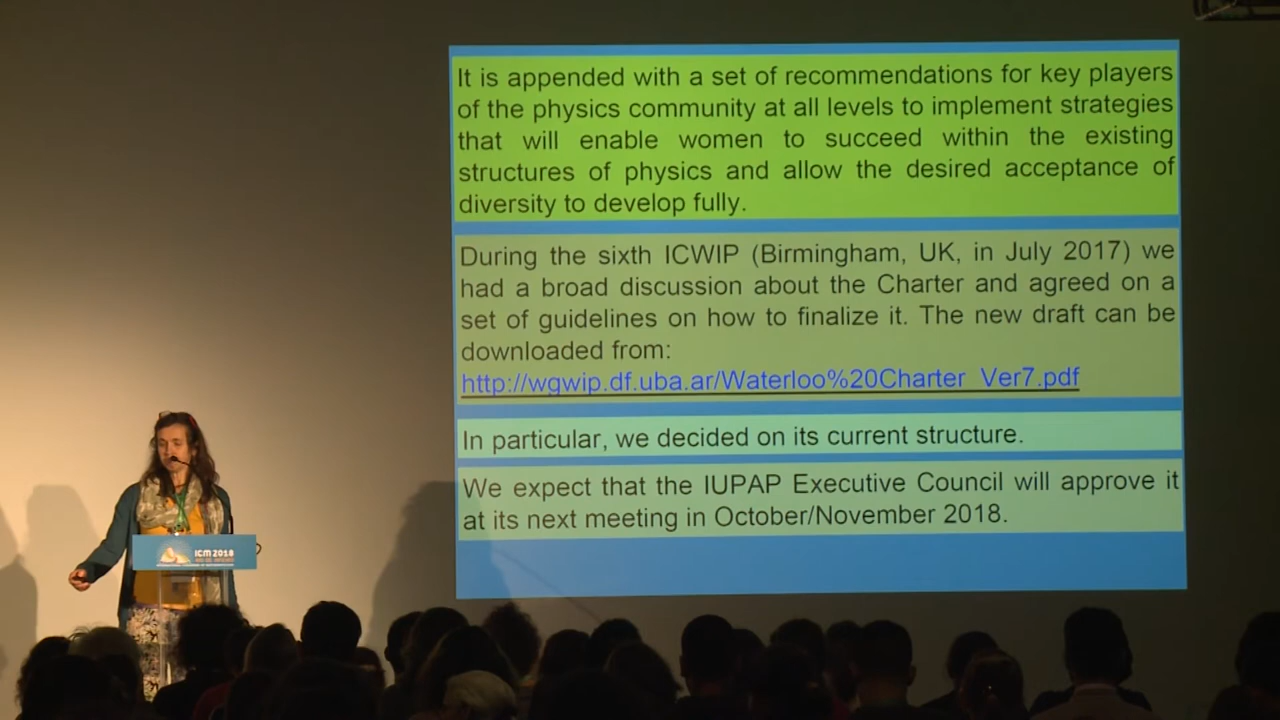 It is appended with a set of recommendations for key players
of the physics community at all levels to implement strategies
that will enable women to succeed within the existing
structures of physics and allow the desired acceptance of
diversity to develop fully.
During the sixth ICWIP (Birmingham, UK, in July 2017) we
had a broad discussion about the Charter and agreed on a
set of guidelines on how to finalize it. The new draft can be
downloaded from:
http://wgwip.df.uba.ar/Waterloo%20Charter_Ver7.pdf
In particular, we decided on its current structure.
We expect that the IUPAP Executive Council will approve it
at its next meeting in October/November 2018.
ICM 2018